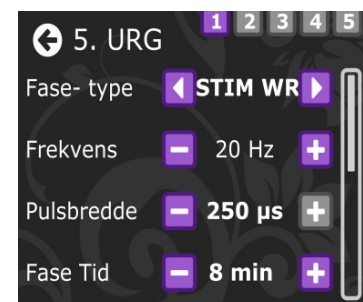 5. URG
1 2 3 4 5
Fase- type STIM WR
Frekvens − 20 Hz +
Pulsbredde − 250 µs +
Fase Tid − 8 min +